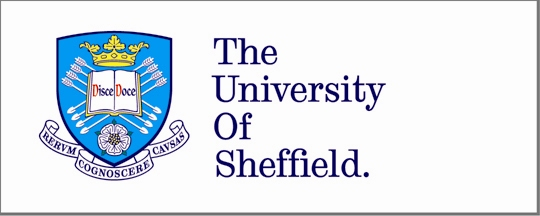 Disce Doce
RERVM COGNOSCERE CAVSAS
The
University
Of
Sheffield.